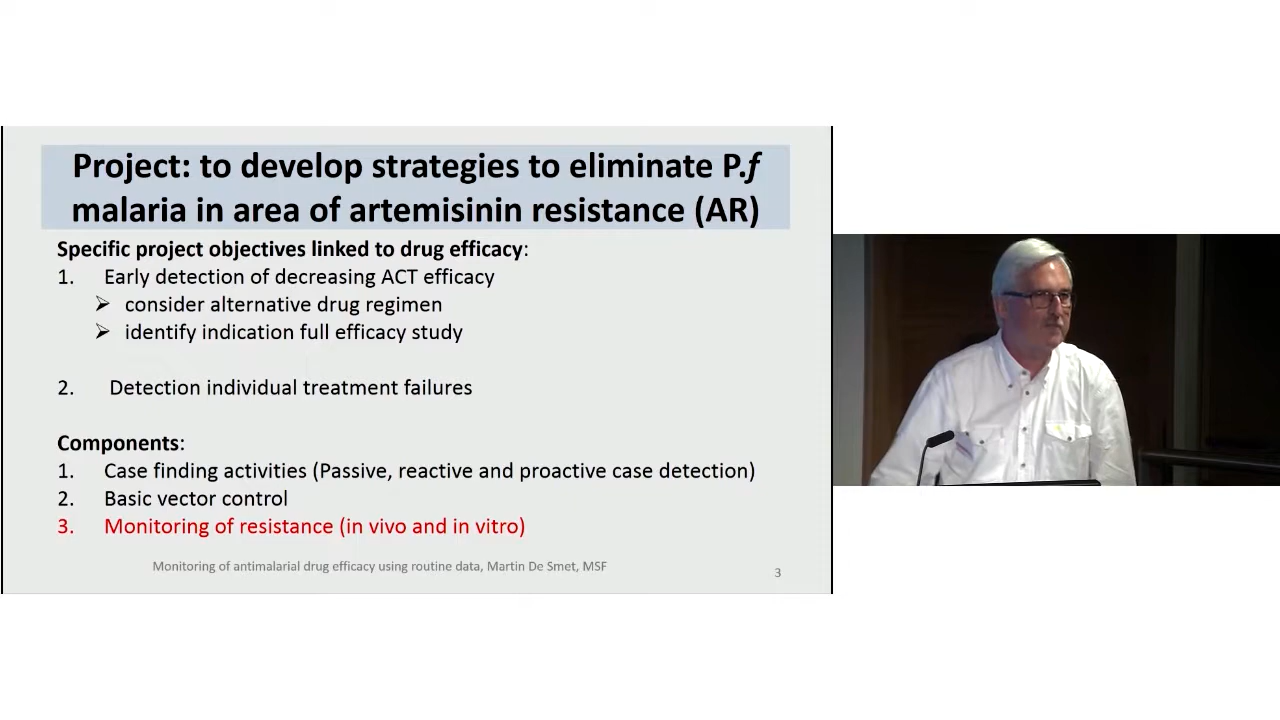 Project: to develop strategies to eliminate P.f
malaria in area of artemisinin resistance (AR)
Specific project objectives linked to drug efficacy:
1. Early detection of decreasing ACT efficacy
➢ consider alternative drug regimen
➢ identify indication full efficacy study
2. Detection individual treatment failures
Components:
1. Case finding activities (Passive, reactive and proactive case detection)
2. Basic vector control
3. Monitoring of resistance (in vivo and in vitro)
Monitoring of antimalarial drug efficacy using routine data, Martin De Smet, MSF
3